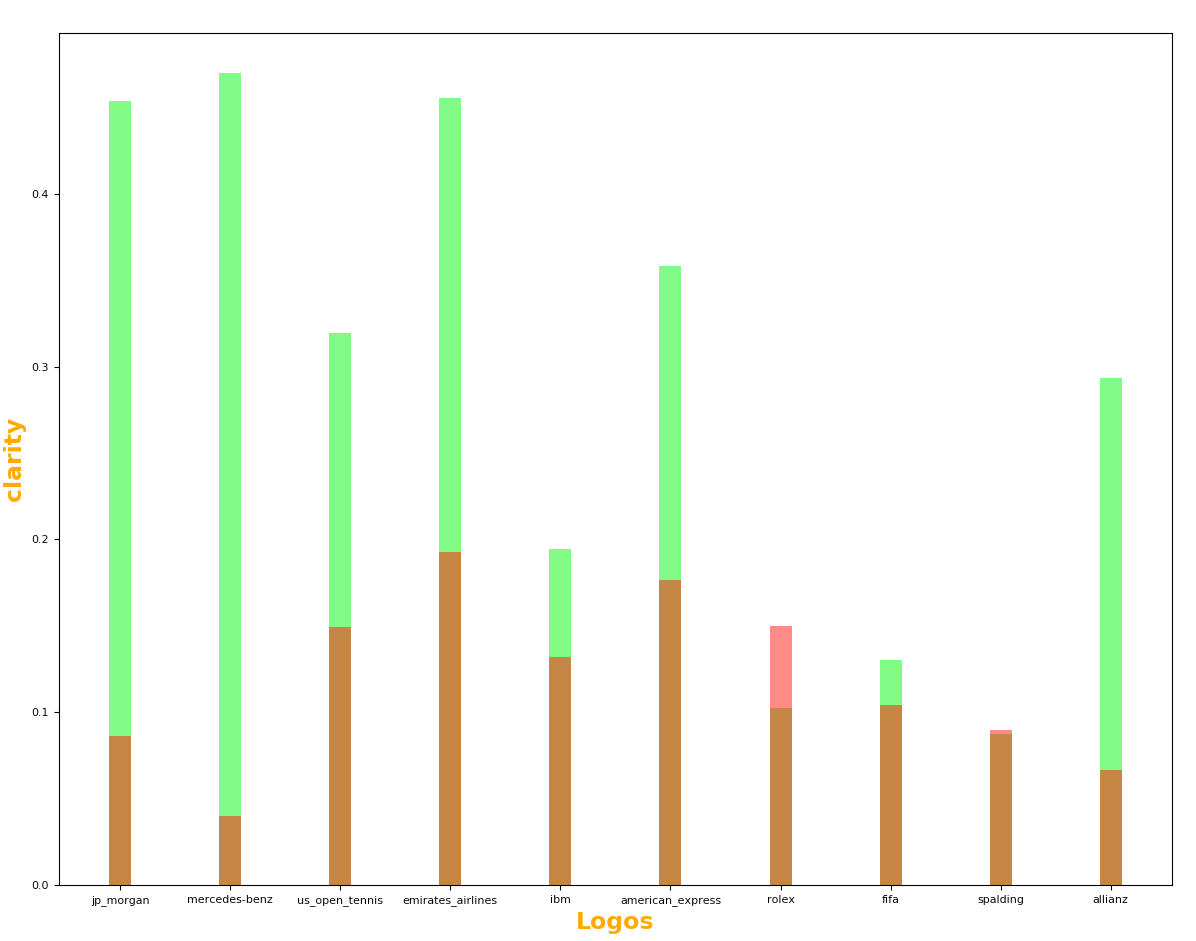 clarity
0.4
0.3
0.2
0.1
0.0
jp_morgan mercedes-benz us_open_tennis emirates_airlines ibm american_express rolex fifa spalding allianz
Logos